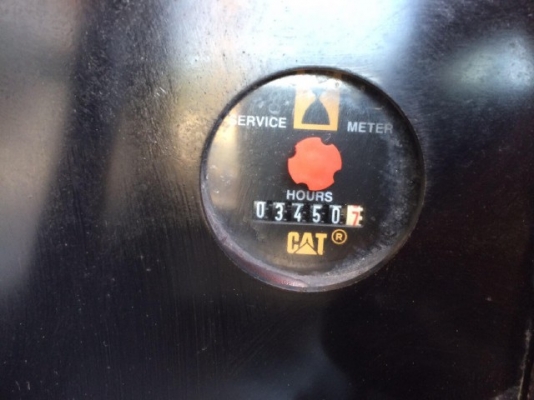 SERVICE METER
HOURS
034507
CAT®